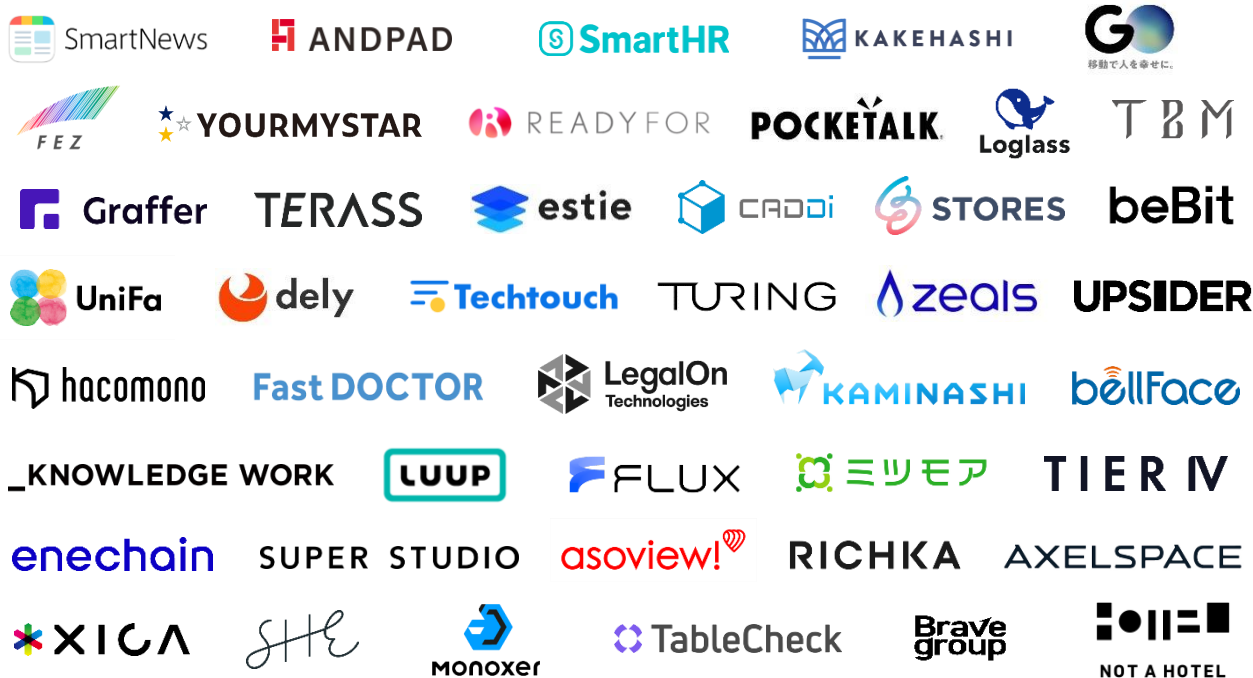 SmartNews
ANDPAD
SmartHR
KAKEHASHI
GO
移動で人を幸せに。
FEZ
YOURMYSTAR
READYFOR
POCKETALK
Loglass
TBM
Graffer
TERASS
estie
CADDi
STORES
beBit
UniFa
dely
Techtouch
TURING
zeals
UPSIDER
hacomono
Fast DOCTOR
LegalOn
Technologies
KAMINASHI
bellFace
_KNOWLEDGE WORK
LUUP
FLUX
ミツモア
TIER IV
enechain
SUPER STUDIO
asoview!
RICHKA
AXELSPACE
XICA
SHE
MONOXER
TableCheck
Brave
group
NOT A HOTEL